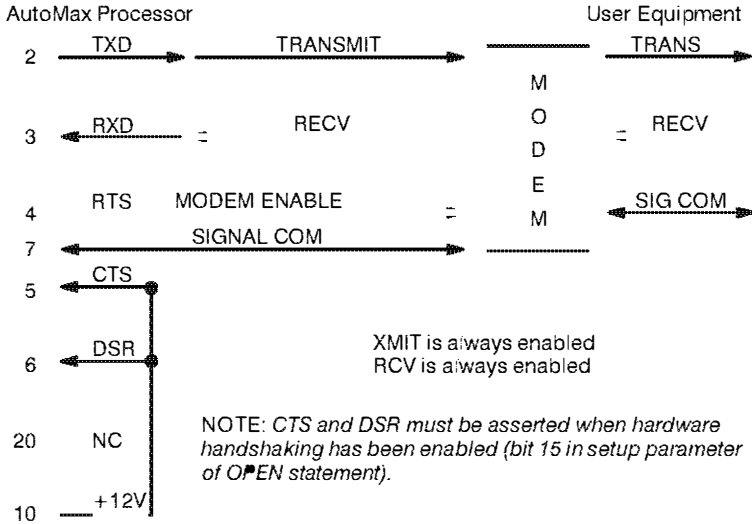 AutoMax Processor User Equipment
2 TXD TRANSMIT TRANS
3 RXD RECV RECV
4 RTS MODEM ENABLE SIG COM
7 SIGNAL COM
MODEM
5 CTS
6 DSR
XMIT is always enabled
RCV is always enabled
20 NC
NOTE: CTS and DSR must be asserted when hardware
handshaking has been enabled (bit 15 in setup parameter
of OPEN statement).
10 +12V